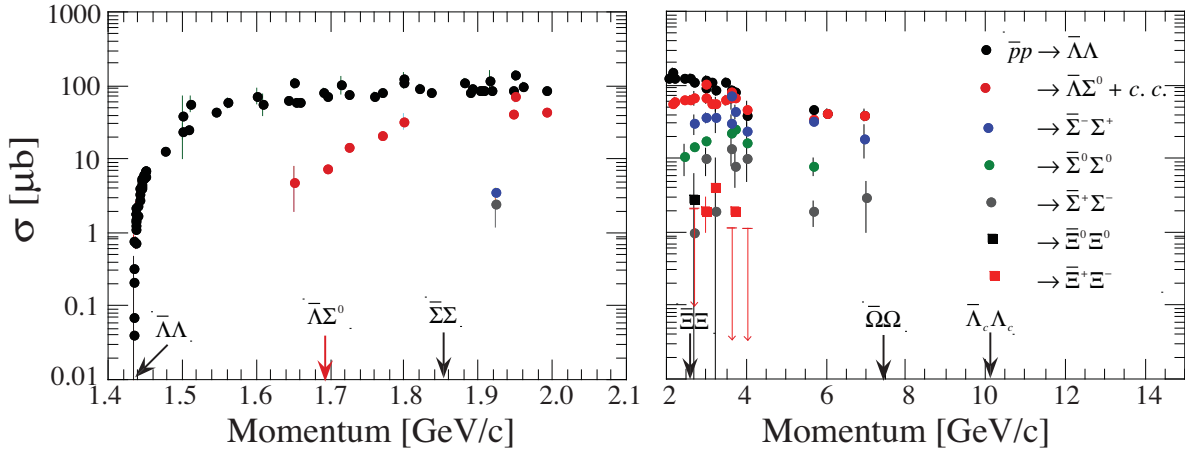 σ [μb]
100
10
1
0.1
0.01
Λ̅Λ
Λ̅Σ⁰
Σ̅Σ
1.4 1.5 1.6 1.7 1.8 1.9 2.0 2.1
Momentum [GeV/c]
p̅p → Λ̅Λ
→ Λ̅Σ⁰ + c. c.
→ Σ̅⁻Σ⁺
→ Σ̅⁰Σ⁰
→ Σ̅⁺Σ⁻
→ Ξ̅⁰Ξ⁰
→ Ξ̅⁺Ξ⁻
Ξ̅Ξ
Ω̅Ω
Λ̅cΛc
2 4 6 8 10 12 14
Momentum [GeV/c]